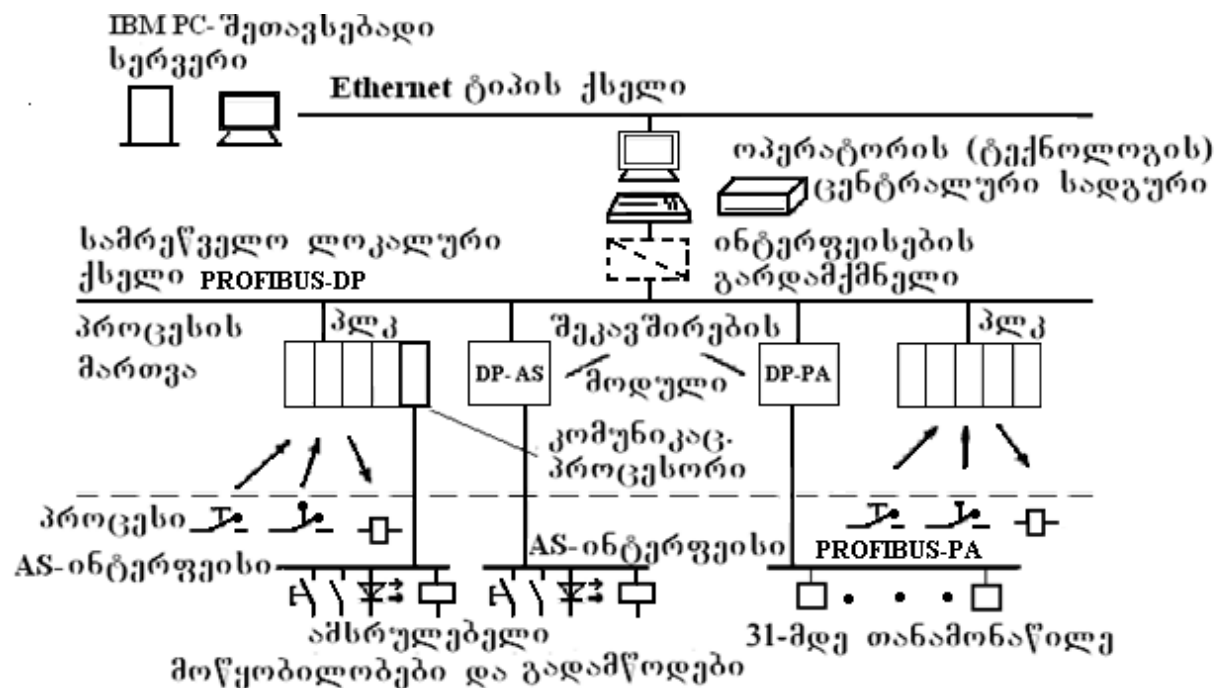 IBM PC- შეთავსებადი
სერვერი
Ethernet ტიპის ქსელი
ოპერატორის (ტექნოლოგის)
ცენტრალური სადგური
სამრეწველო ლოკალური
ქსელი PROFIBUS-DP
ინტერფეისების
გარდამქმნელი
პროცესის
მართვა
პლკ
შეკავშირების
მოდული
პლკ
DP- AS
DP-PA
კომუნიკაც.
პროცესორი
პროცესი
AS-ინტერფეისი
AS-ინტერფეისი
PROFIBUS-PA
ამსრულებელი
მოწყობილობები და გადამწოდები
31-მდე თანამონაწილე